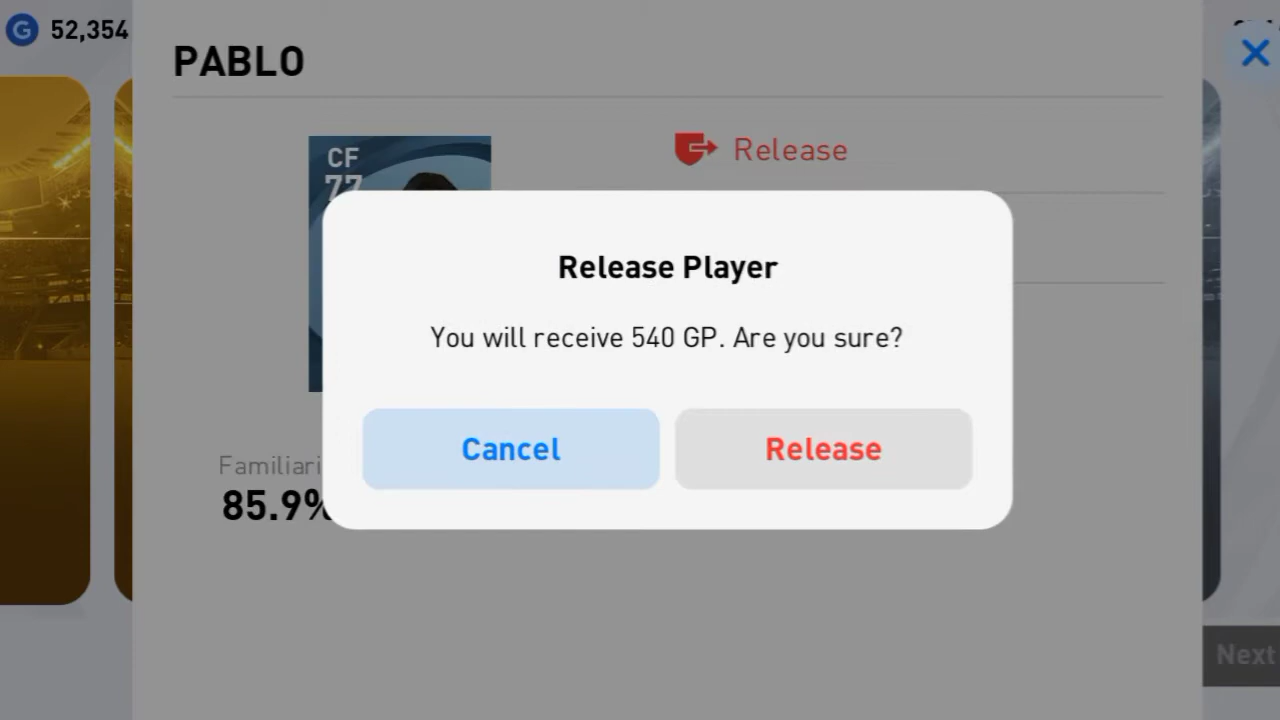 G 52,354
PABLO
CF
77
Release
Release Player
You will receive 540 GP. Are you sure?
Cancel
Release
Familiari
85.9%
Next